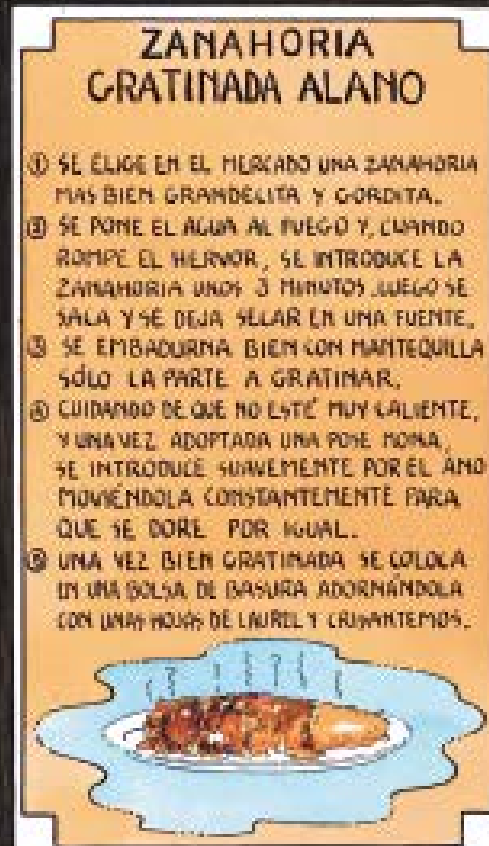 ZANAHORIA
GRATINADA ALANO
① SE ELIGE EN EL MERCADO UNA ZANAHORIA
MAS BIEN GRANDECITA Y GORDITA.
② SE PONE EL AGUA AL FUEGO Y, CUANDO
ROMPE EL HERVOR, SE INTRODUCE LA
ZANAHORIA UNOS 3 MINUTOS. LUEGO SE
SALA Y SE DEJA SECAR EN UNA FUENTE.
③ SE EMBADURNA BIEN CON MANTEQUILLA
SÓLO LA PARTE A GRATINAR.
④ CUIDANDO DE QUE NO ESTÉ MUY CALIENTE,
Y UNA VEZ ADOPTADA UNA POSE MONA,
SE INTRODUCE SUAVEMENTE POR EL ANO
MOVIÉNDOLA CONSTANTEMENTE PARA
QUE SE DORE POR IGUAL.
⑤ UNA VEZ BIEN GRATINADA SE COLOCA
EN UNA BOLSA DE BASURA ADORNÁNDOLA
CON UNAS HOJAS DE LAUREL Y CRISANTEMOS.